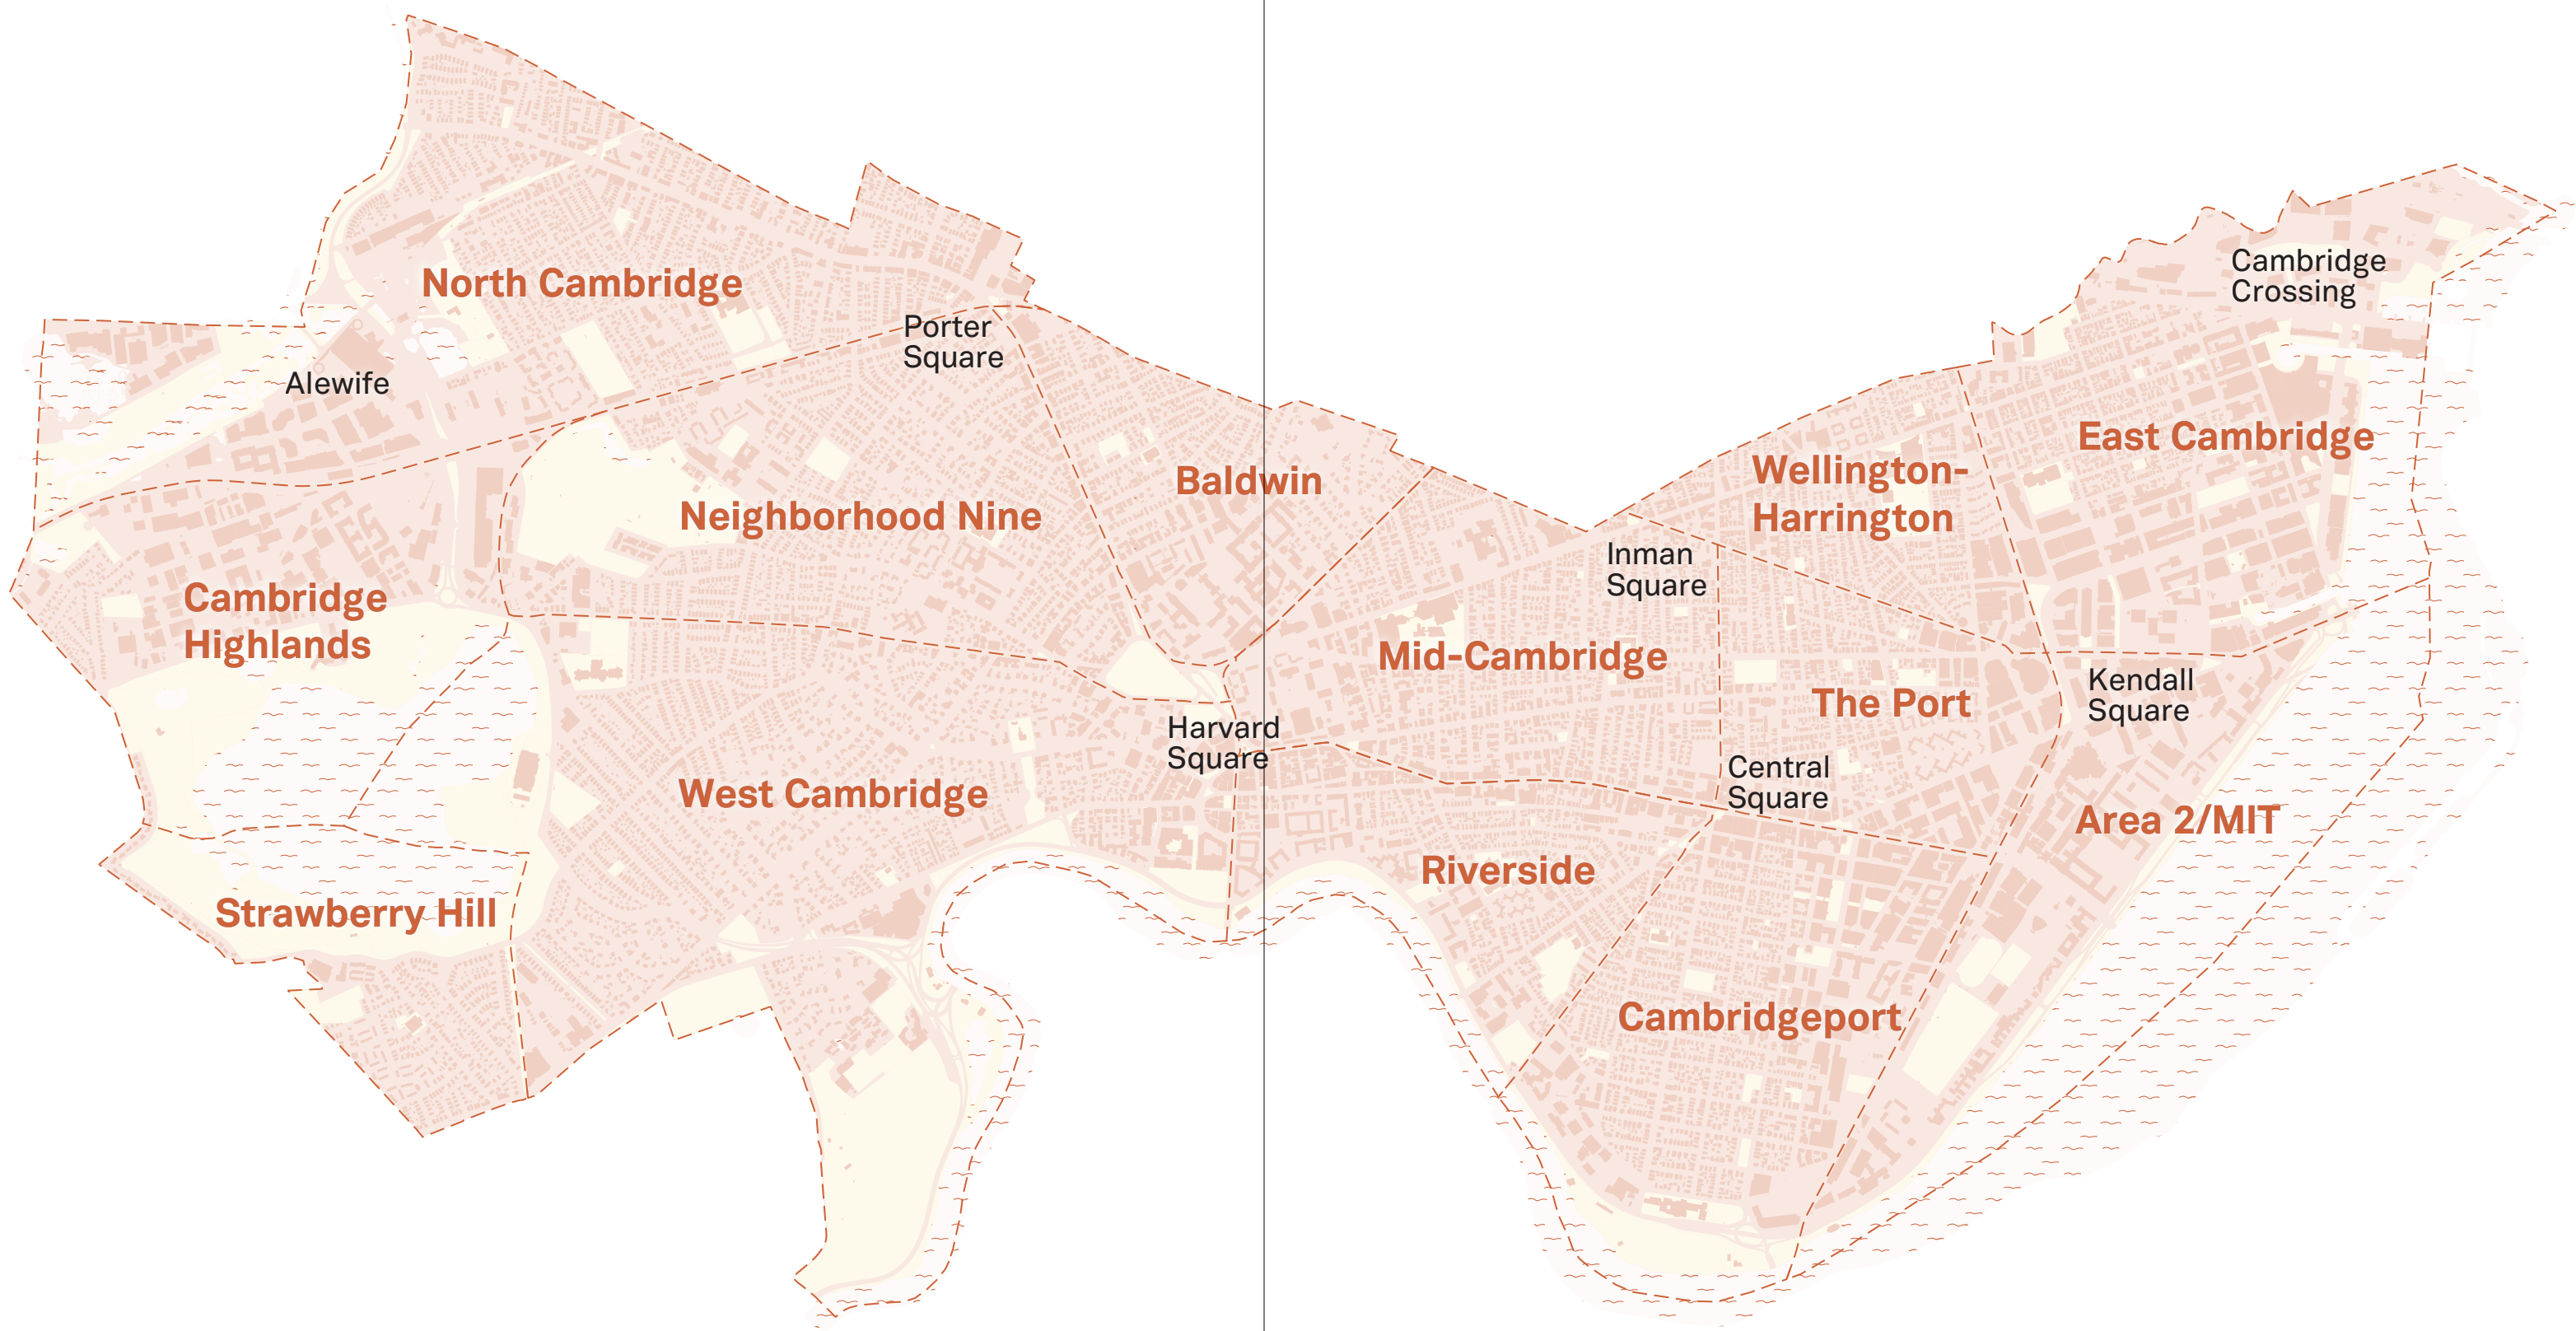 North Cambridge
Porter
Square
Alewife
Baldwin
Neighborhood Nine
Cambridge
Highlands
Harvard
Square
West Cambridge
Strawberry Hill
Cambridge
Crossing
East Cambridge
Wellington-
Harrington
Inman
Square
Mid-Cambridge
The Port
Kendall
Square
Central
Square
Area 2/MIT
Riverside
Cambridgeport